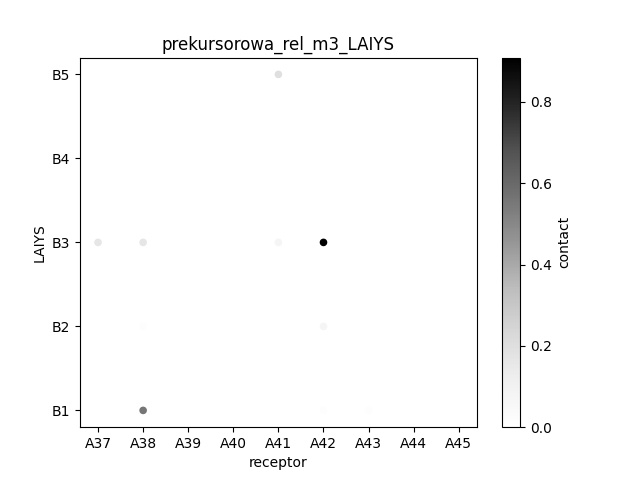 prekursorowa_rel_m3_LAIYS
B5
B4
B3
B2
B1
LAIYS
A37 A38 A39 A40 A41 A42 A43 A44 A45
receptor
0.8
0.6
0.4
0.2
0.0
contact